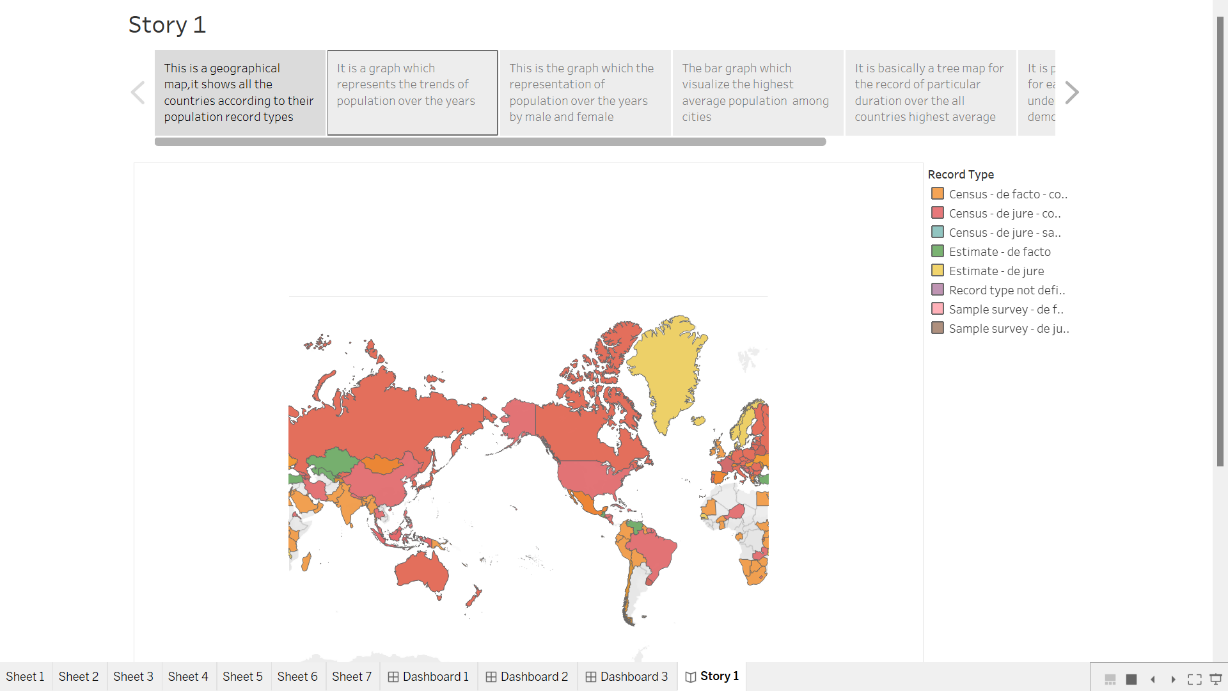 Story 1
This is a geographical
map,it shows all the
countries according to their
population record types
It is a graph which
represents the trends of
population over the years
This is the graph which the
representation of
population over the years
by male and female
The bar graph which
visualize the highest
average population among
cities
It is basically a tree map for
the record of particular
duration over the all
countries highest average
It is
for
Record Type
Census - de facto - co..
Census - de jure - co..
Census - de jure - sa..
Estimate - de facto
Estimate - de jure
Record type not defi..
Sample survey - de f..
Sample survey - de ju..
Sheet 1 Sheet 2 Sheet 3 Sheet 4 Sheet 5 Sheet 6 Sheet 7 Dashboard 1 Dashboard 2 Dashboard 3 Story 1